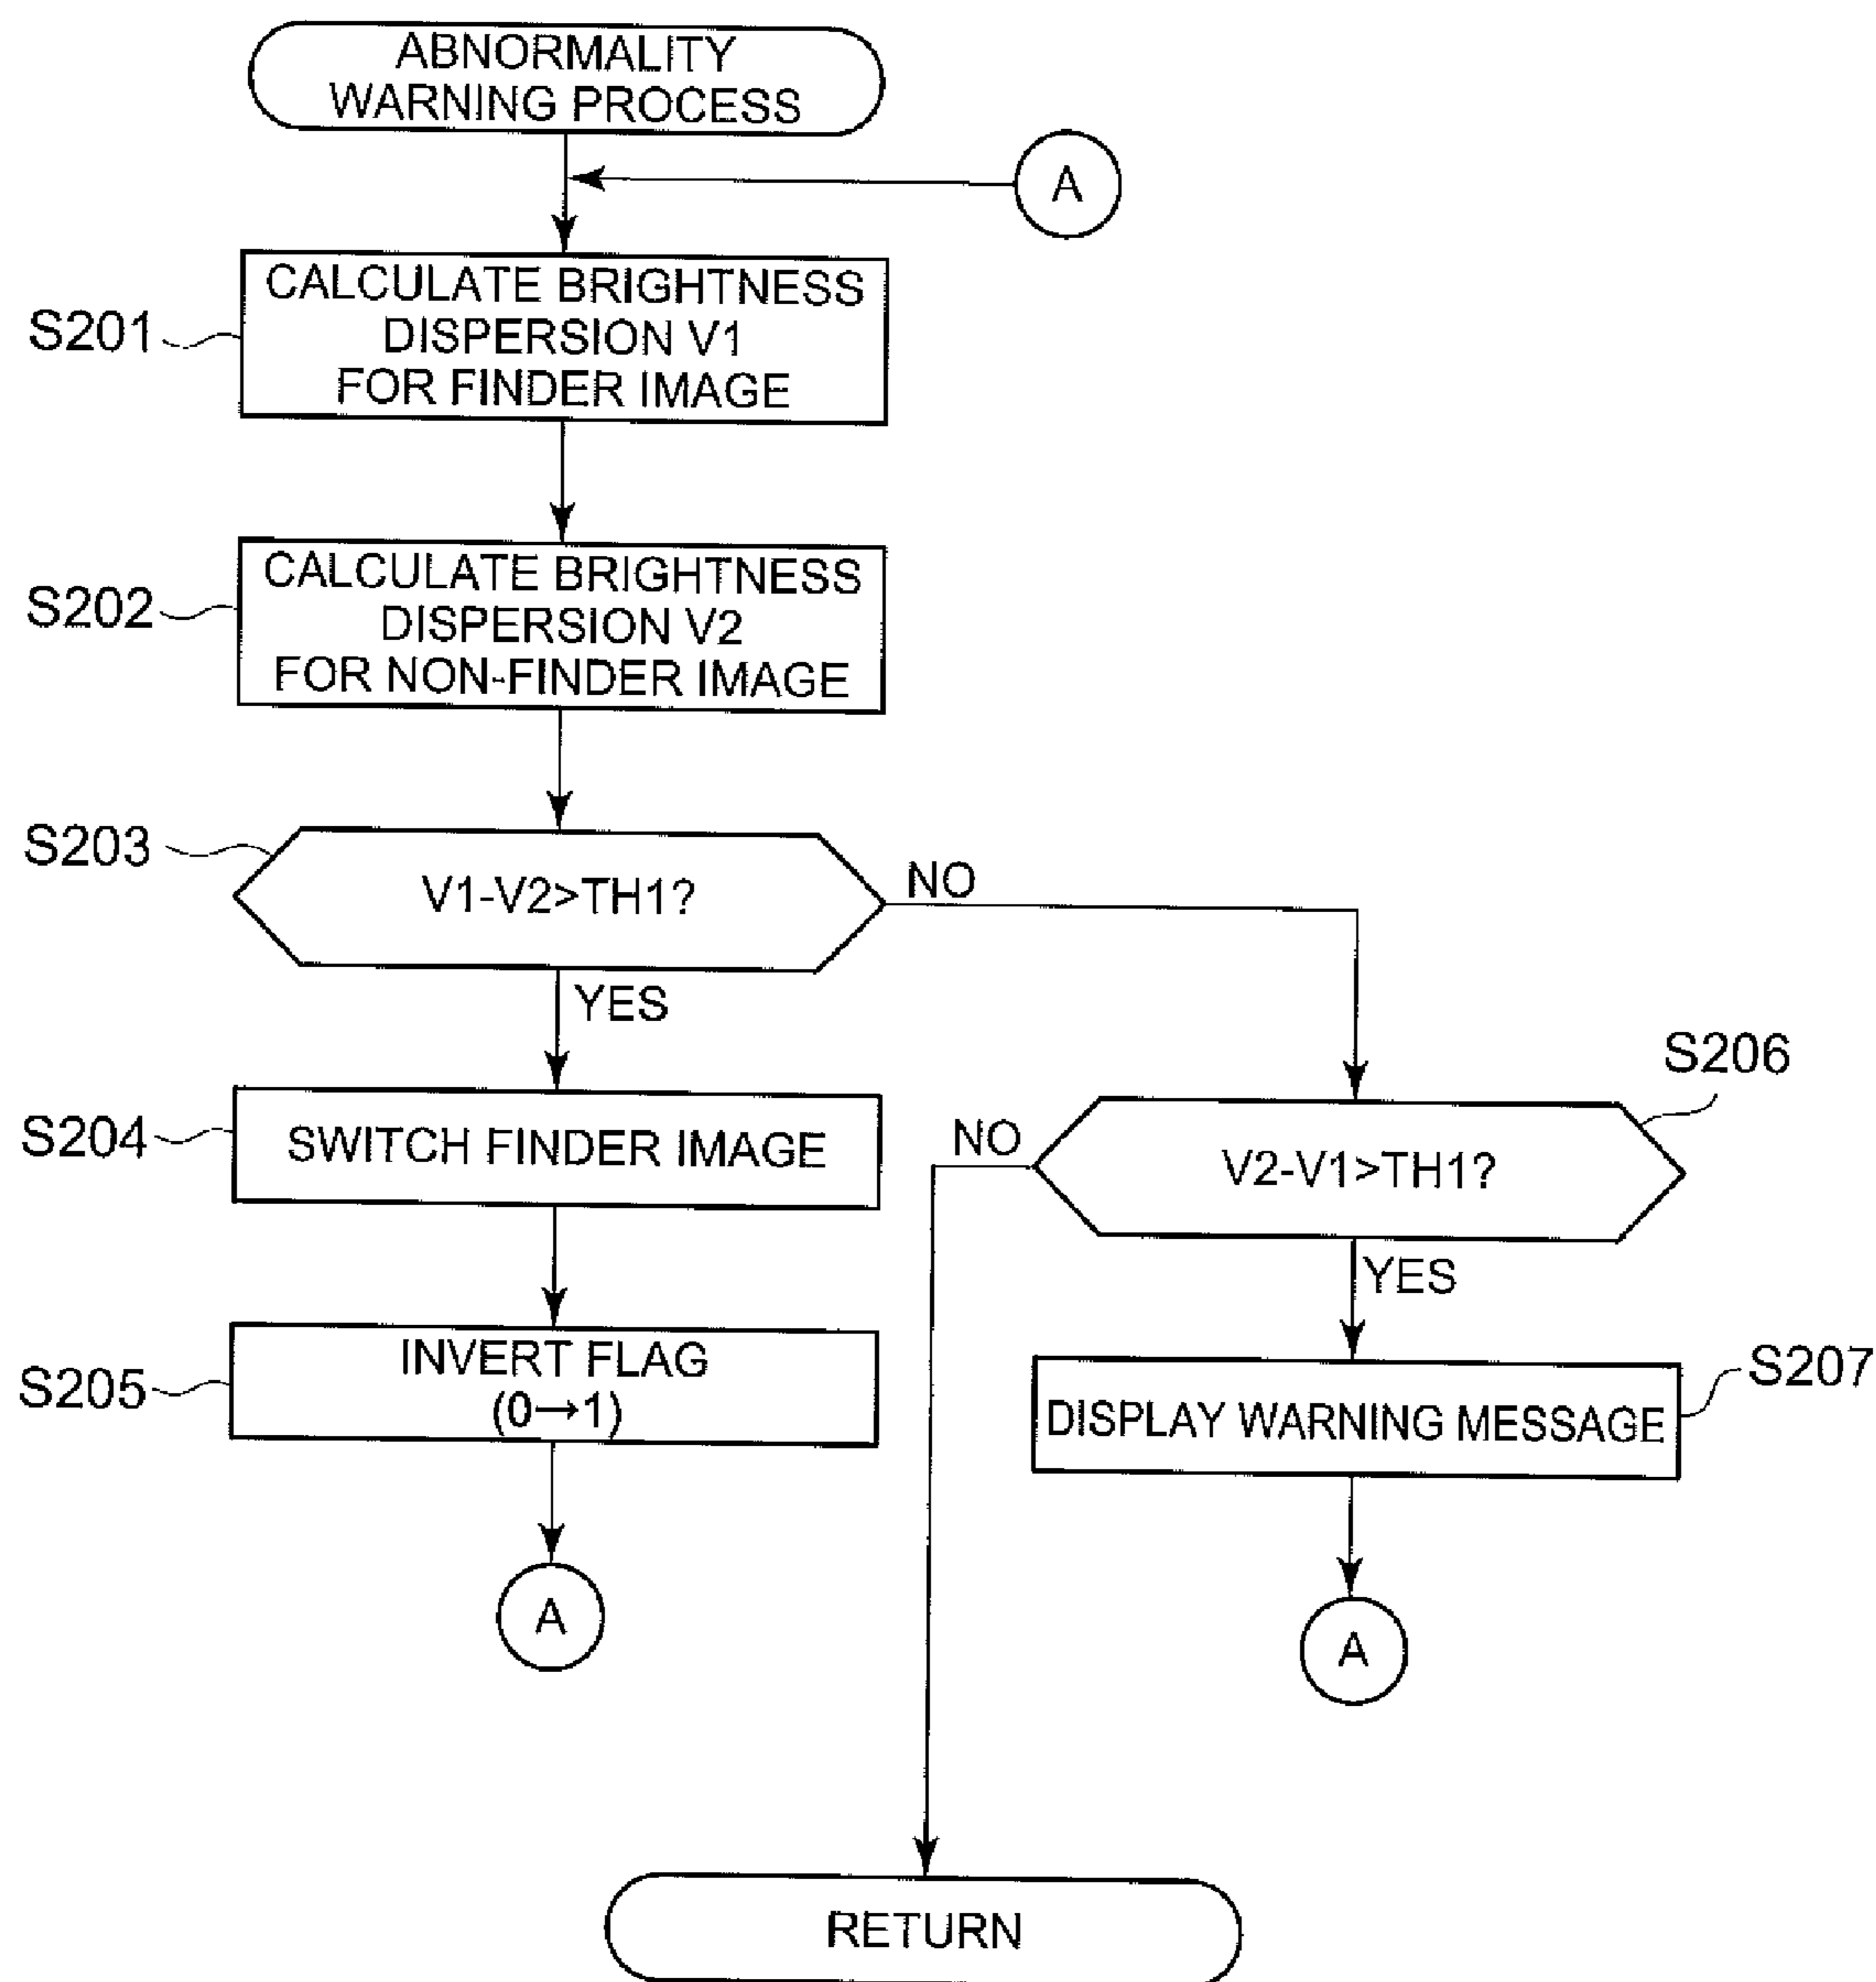 ABNORMALITY
WARNING PROCESS
A
S201
CALCULATE BRIGHTNESS
DISPERSION V1
FOR FINDER IMAGE
S202
CALCULATE BRIGHTNESS
DISPERSION V2
FOR NON-FINDER IMAGE
S203
V1-V2>TH1?
NO
YES
S204
SWITCH FINDER IMAGE
S205
INVERT FLAG
(0→1)
A
S206
V2-V1>TH1?
NO
YES
S207
DISPLAY WARNING MESSAGE
A
RETURN